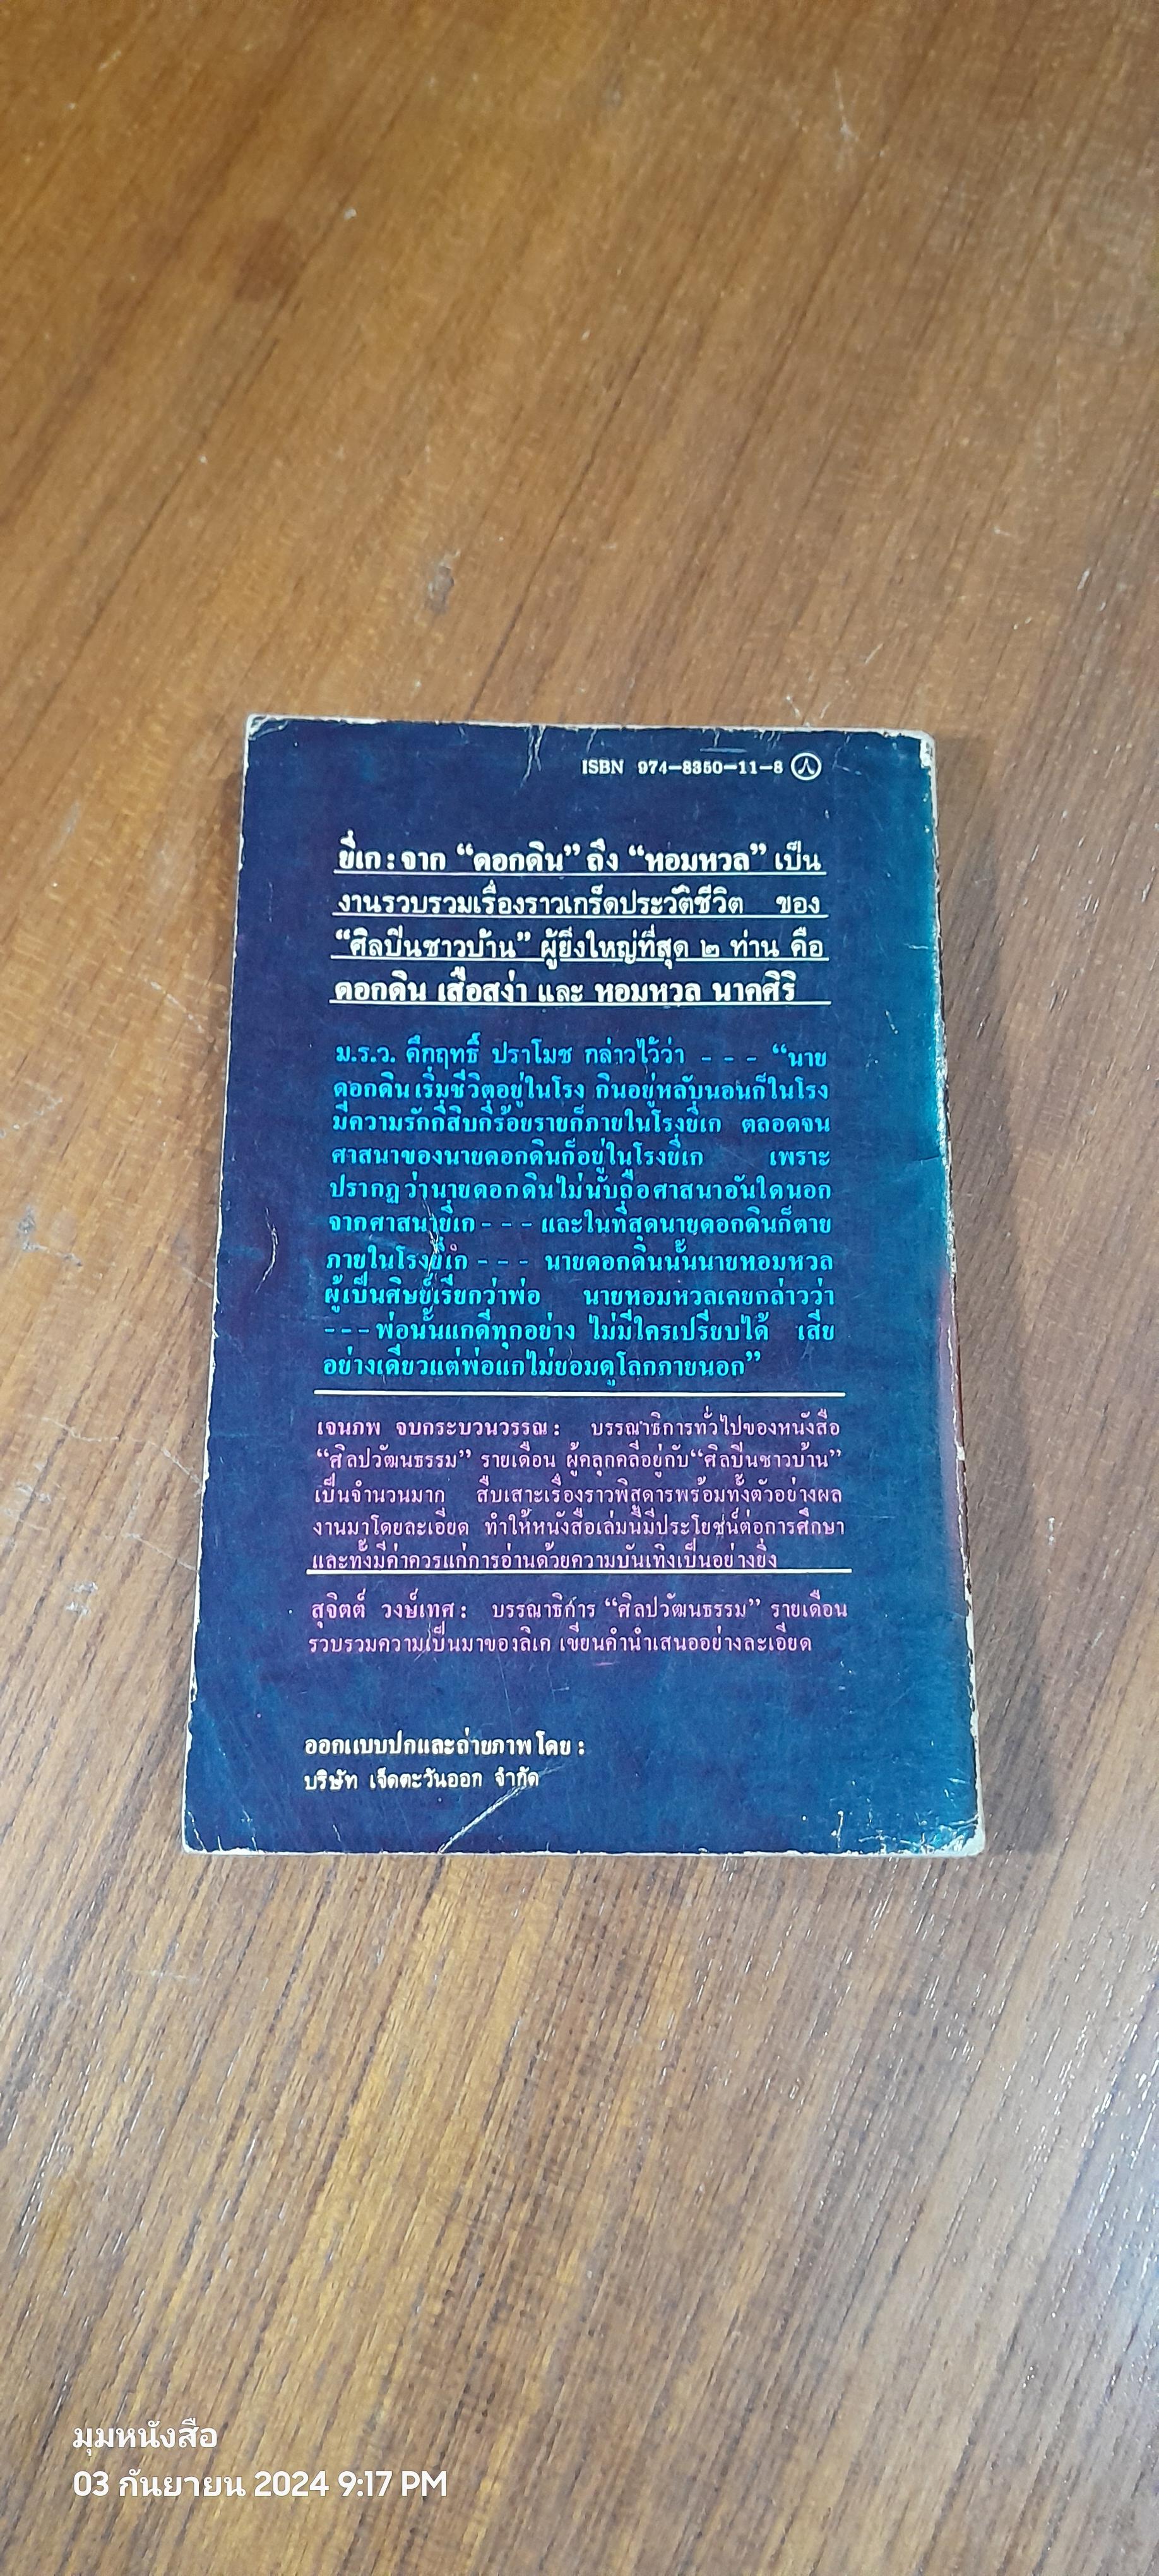 ISBN 974-8350-11-8
ยี่เก : จาก “ดอกดิน” ถึง “หอมหวล” เป็น
งานรวบรวมเรื่องราวเกร็ดประวัติชีวิต ของ
“ศิลปินชาวบ้าน” ผู้ยิ่งใหญ่ที่สุด ๒ ท่าน คือ
ดอกดิน เสือสง่า และ หอมหวล นาคศิริ
ม.ร.ว. คึกฤทธิ์ ปราโมช กล่าวไว้ว่า - - - “นาย
ดอกดินเริ่มชีวิตอยู่ในโรง กินอยู่หลับนอนก็ในโรง
มีความรักกี่สิบกี่ร้อยรายก็ภายในโรงยี่เก ตลอดจน
ศาสนาของนายดอกดินก็อยู่ในโรงยี่เก เพราะ
ปรากฏว่านายดอกดินไม่นับถือศาสนาอันใดนอก
จากศาสนายี่เก - - - และในที่สุดนายดอกดินก็ตาย
ภายในโรงยี่เก - - - นายดอกดินนั้นนายหอมหวล
ผู้เป็นศิษย์เรียกว่าพ่อ นายหอมหวลเคยกล่าวว่า
- - - พ่อนั้นแกดีทุกอย่าง ไม่มีใครเปรียบได้ เสีย
อย่างเดียวแต่พ่อแกไม่ยอมดูโลกภายนอก”
เจนภพ จบกระบวนวรรณ : บรรณาธิการทั่วไปของหนังสือ
“ศิลปวัฒนธรรม” รายเดือน ผู้คลุกคลีอยู่กับ“ศิลปินชาวบ้าน”
เป็นจำนวนมาก สืบเสาะเรื่องราวพิสดารพร้อมทั้งตัวอย่างผล
งานมาโดยละเอียด ทำให้หนังสือเล่มนี้มีประโยชน์ต่อการศึกษา
และทั้งมีค่าควรแก่การอ่านด้วยความบันเทิงเป็นอย่างยิ่ง
สุจิตต์ วงษ์เทศ : บรรณาธิการ “ศิลปวัฒนธรรม” รายเดือน
รวบรวมความเป็นมาของลิเก เขียนคำนำเสนออย่างละเอียด
ออกแบบปกและถ่ายภาพโดย :
บริษัท เจ็ดตะวันออก จำกัด
มุมหนังสือ
03 กันยายน 2024 9:17 PM